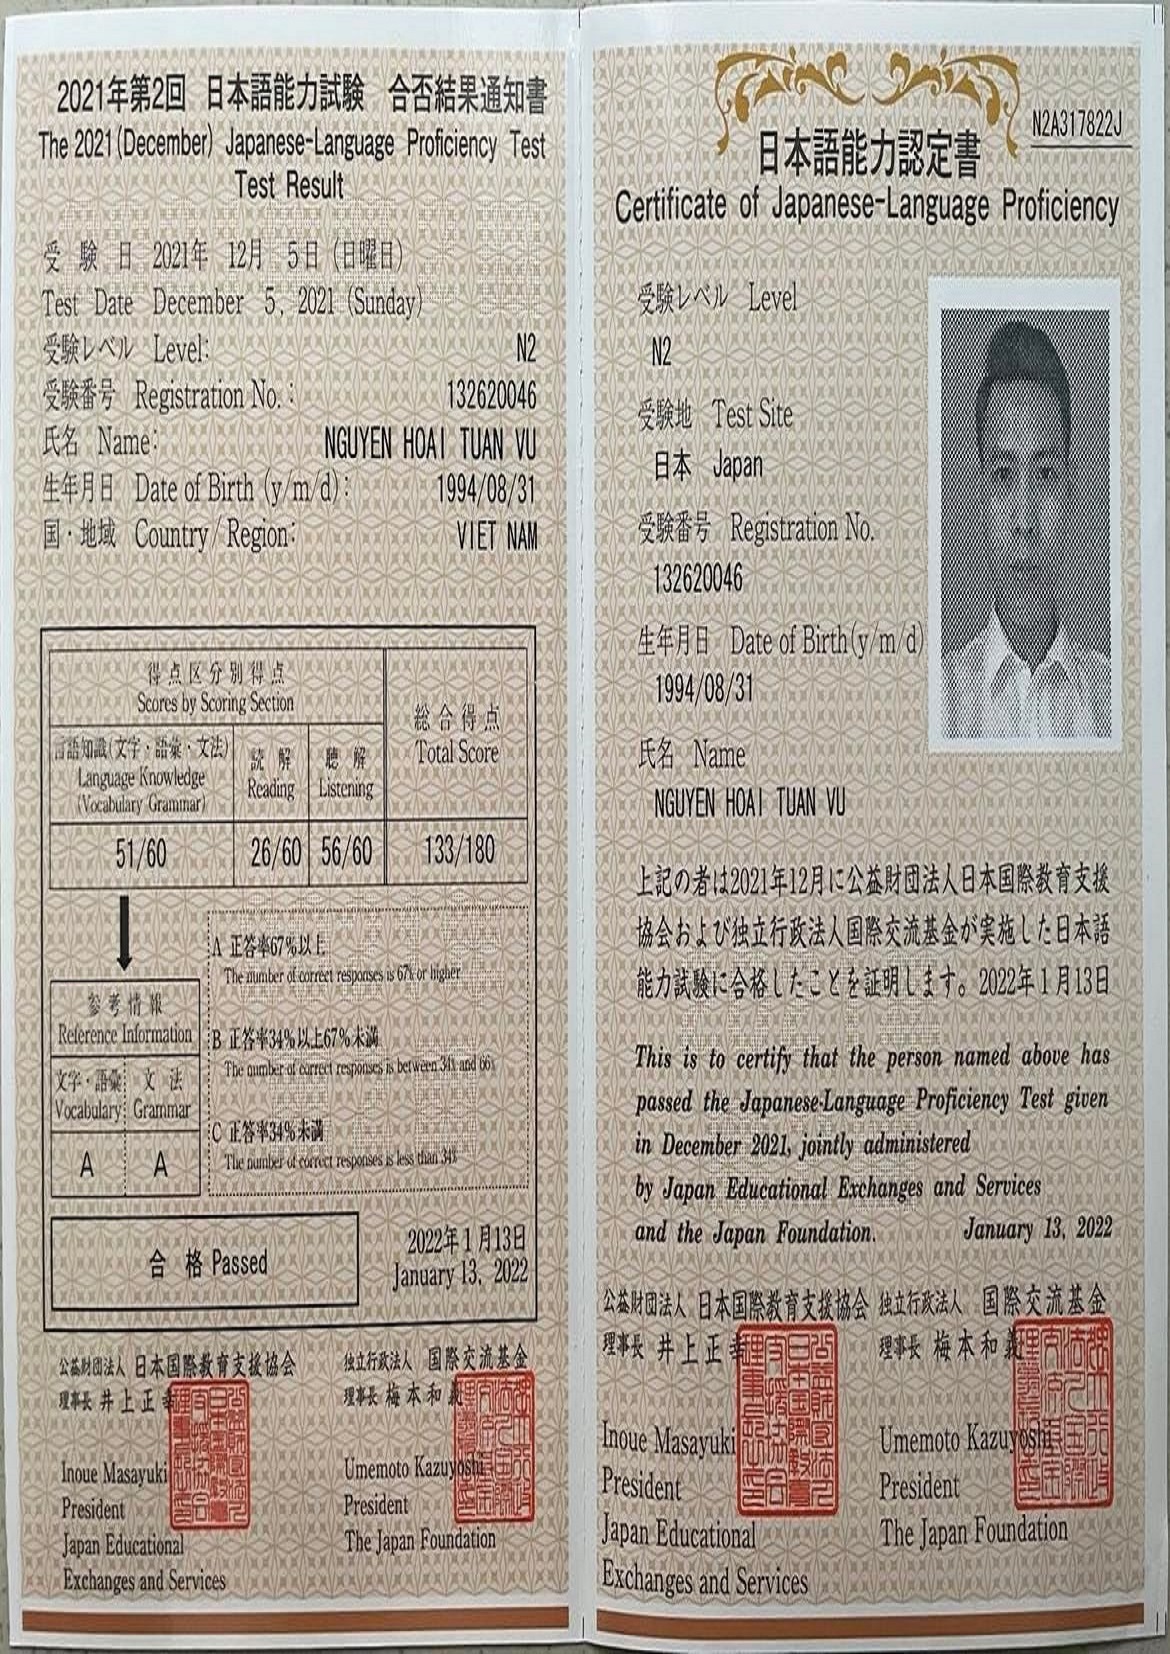 2021年第2回 日本語能力試験 合否結果通知書
The 2021(December) Japanese-Language Proficiency Test
Test Result
受 験 日 2021年 12月 5日 (日曜日)
Test Date December 5, 2021 (Sunday)
受験レベル Level: N2
受験番号 Registration No.: 132620046
氏名 Name: NGUYEN HOAI TUAN VU
生年月日 Date of Birth (y/m/d): 1994/08/31
国・地域 Country/Region: VIET NAM
得点区分別得点
Scores by Scoring Section
総合得点
Total Score
言語知識(文字・語彙・文法)
Language Knowledge
(Vocabulary Grammar)
読 解
Reading
聴 解
Listening
51/60 26/60 56/60 133/180
参考情報
Reference Information
文字・語彙 文 法
Vocabulary Grammar
A A
A 正答率67%以上
The number of correct responses is 67% or higher
B 正答率34%以上67%未満
The number of correct responses is between 34% and 66%
C 正答率34%未満
The number of correct responses is less than 34%
合 格 Passed
2022年1月13日
January 13, 2022
公益財団法人 日本国際教育支援協会
理事長 井上正幸
Inoue Masayuki
President
Japan Educational
Exchanges and Services
独立行政法人 国際交流基金
理事長 梅本和義
Umemoto Kazuyoshi
President
The Japan Foundation
N2A317822J
日本語能力認定書
Certificate of Japanese-Language Proficiency
受験レベル Level
N2
受験地 Test Site
日本 Japan
受験番号 Registration No.
132620046
生年月日 Date of Birth(y/m/d)
1994/08/31
氏名 Name
NGUYEN HOAI TUAN VU
上記の者は2021年12月に公益財団法人日本国際教育支援
協会および独立行政法人国際交流基金が実施した日本語
能力試験に合格したことを証明します。2022年1月13日
This is to certify that the person named above has
passed the Japanese-Language Proficiency Test given
in December 2021, jointly administered
by Japan Educational Exchanges and Services
and the Japan Foundation. January 13, 2022
公益財団法人 日本国際教育支援協会
理事長 井上正幸
Inoue Masayuki
President
Japan Educational
Exchanges and Services
独立行政法人 国際交流基金
理事長 梅本和義
Umemoto Kazuyoshi
President
The Japan Foundation